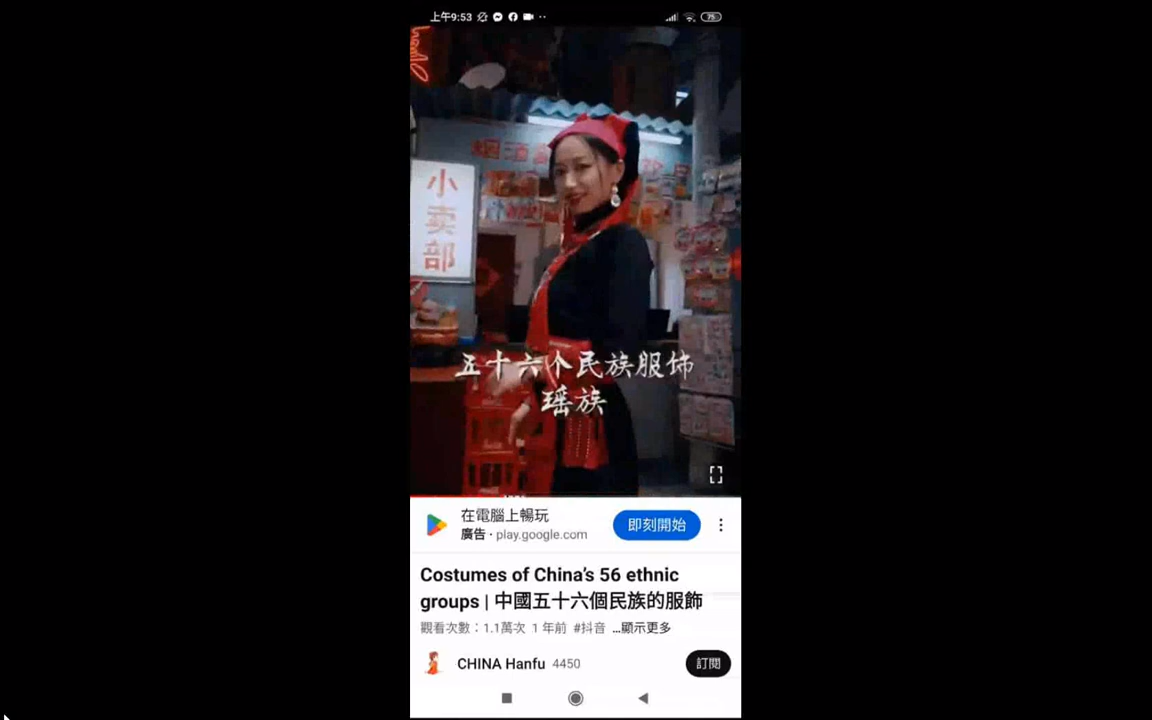 上午9:53
75
小卖部
五十六个民族服饰
瑶族
在電腦上暢玩
廣告 · play.google.com
即刻開始
Costumes of China's 56 ethnic
groups | 中國五十六個民族的服飾
觀看次數：1.1萬次 1 年前 #抖音 ...顯示更多
CHINA Hanfu 4450
訂閱